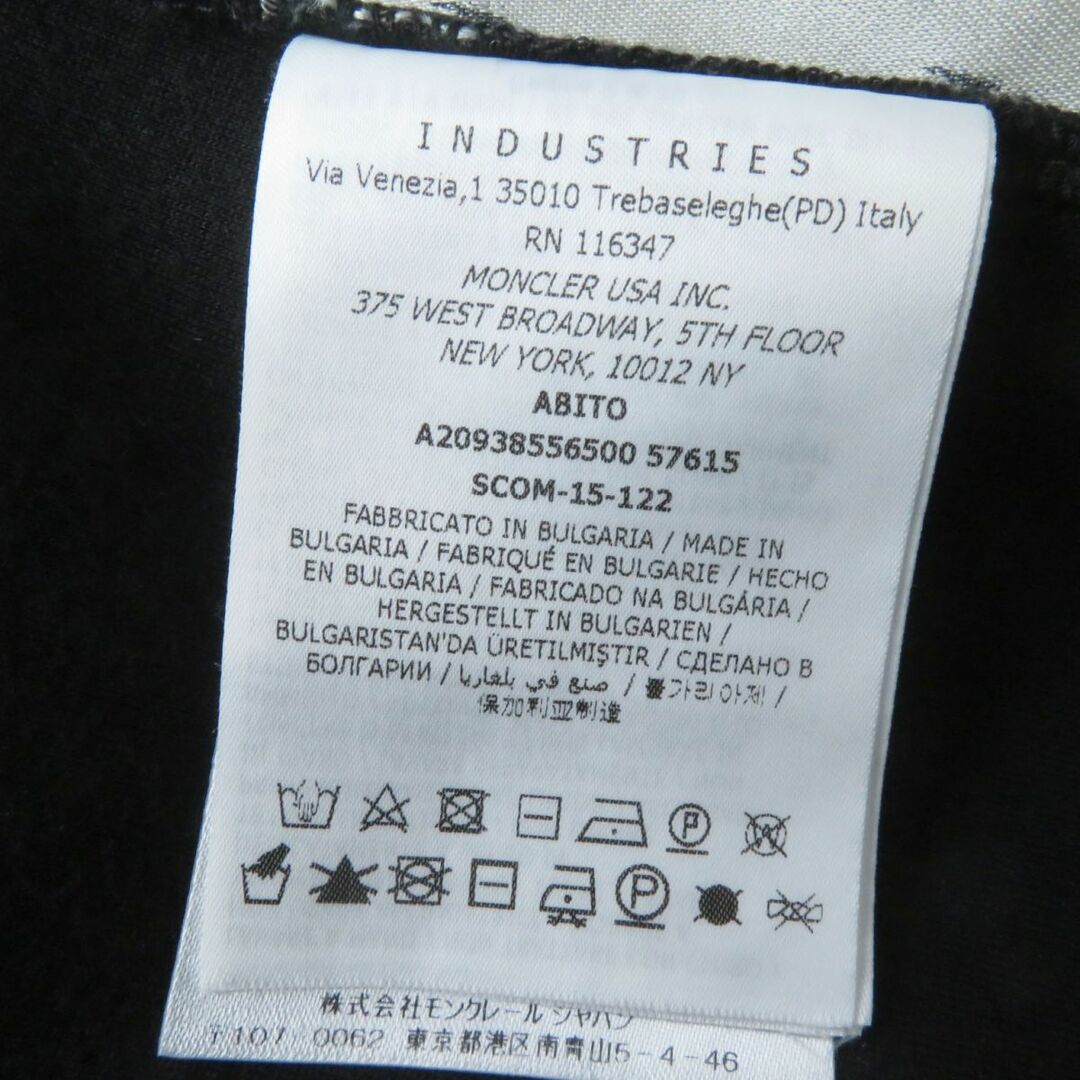 INDUSTRIES
Via Venezia,1 35010 Trebaseleghe(PD) Italy
RN 116347
MONCLER USA INC.
375 WEST BROADWAY, 5TH FLOOR
NEW YORK, 10012 NY
ABITO
A20938556500 57615
SCOM-15-122
FABBRICATO IN BULGARIA / MADE IN
BULGARIA / FABRIQUÉ EN BULGARIE / HECHO
EN BULGARIA / FABRICADO NA BULGÁRIA /
HERGESTELLT IN BULGARIEN /
BULGARISTAN'DA ÜRETILMIŞTIR / СДЕЛАНО В
БОЛГАРИИ / صنع في بلغاريا / 불가리아제 /
保加利亚制造
P W
P
株式会社モンクレール ジャパン
〒107 0062 東京都港区南青山5-4-46